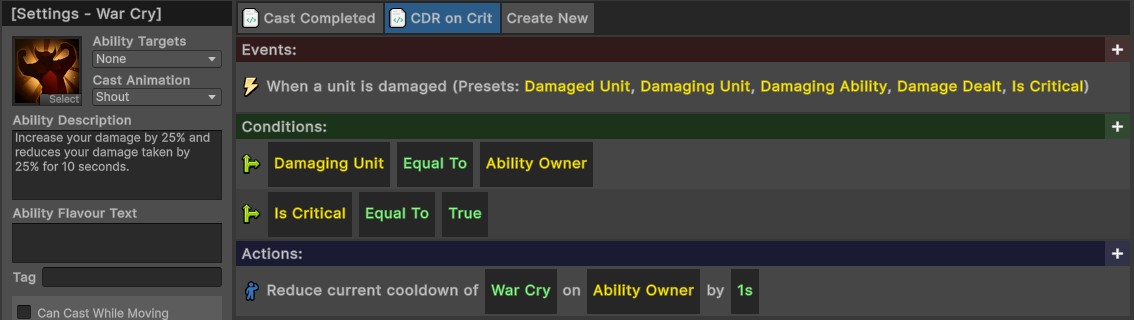 [Settings - War Cry]
Select
Ability Targets
None
Cast Animation
Shout
Ability Description
Increase your damage by 25% and
reduces your damage taken by
25% for 10 seconds.
Ability Flavour Text
Tag
Can Cast While Moving
Cast Completed CDR on Crit Create New
Events: +
When a unit is damaged (Presets: Damaged Unit, Damaging Unit, Damaging Ability, Damage Dealt, Is Critical)
Conditions: +
Damaging Unit Equal To Ability Owner
Is Critical Equal To True
Actions: +
Reduce current cooldown of War Cry on Ability Owner by 1s